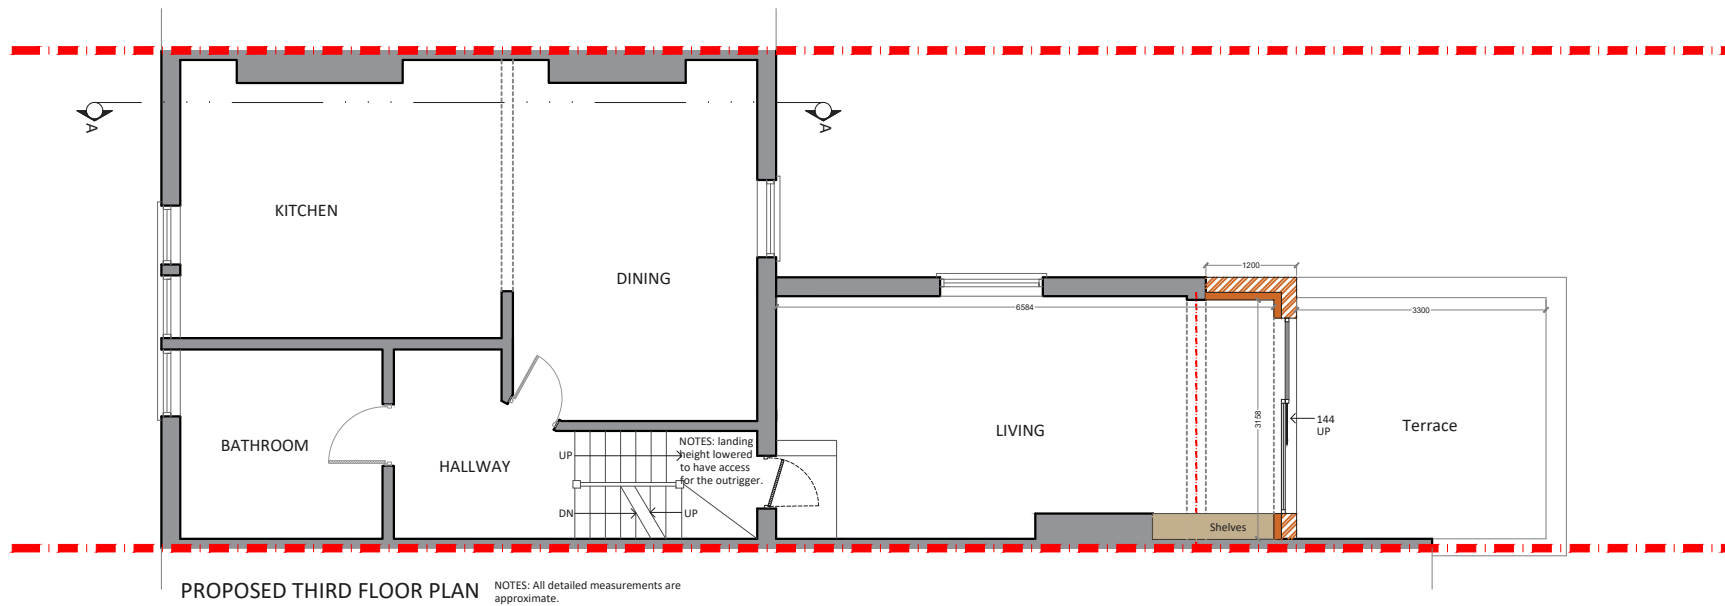 A
A
KITCHEN
DINING
1200
6584
3300
BATHROOM
HALLWAY
UP
NOTES: landing
height lowered
to have access
for the outrigger.
DN
UP
LIVING
3158
144
UP
Terrace
Shelves
PROPOSED THIRD FLOOR PLAN
NOTES: All detailed measurements are
approximate.